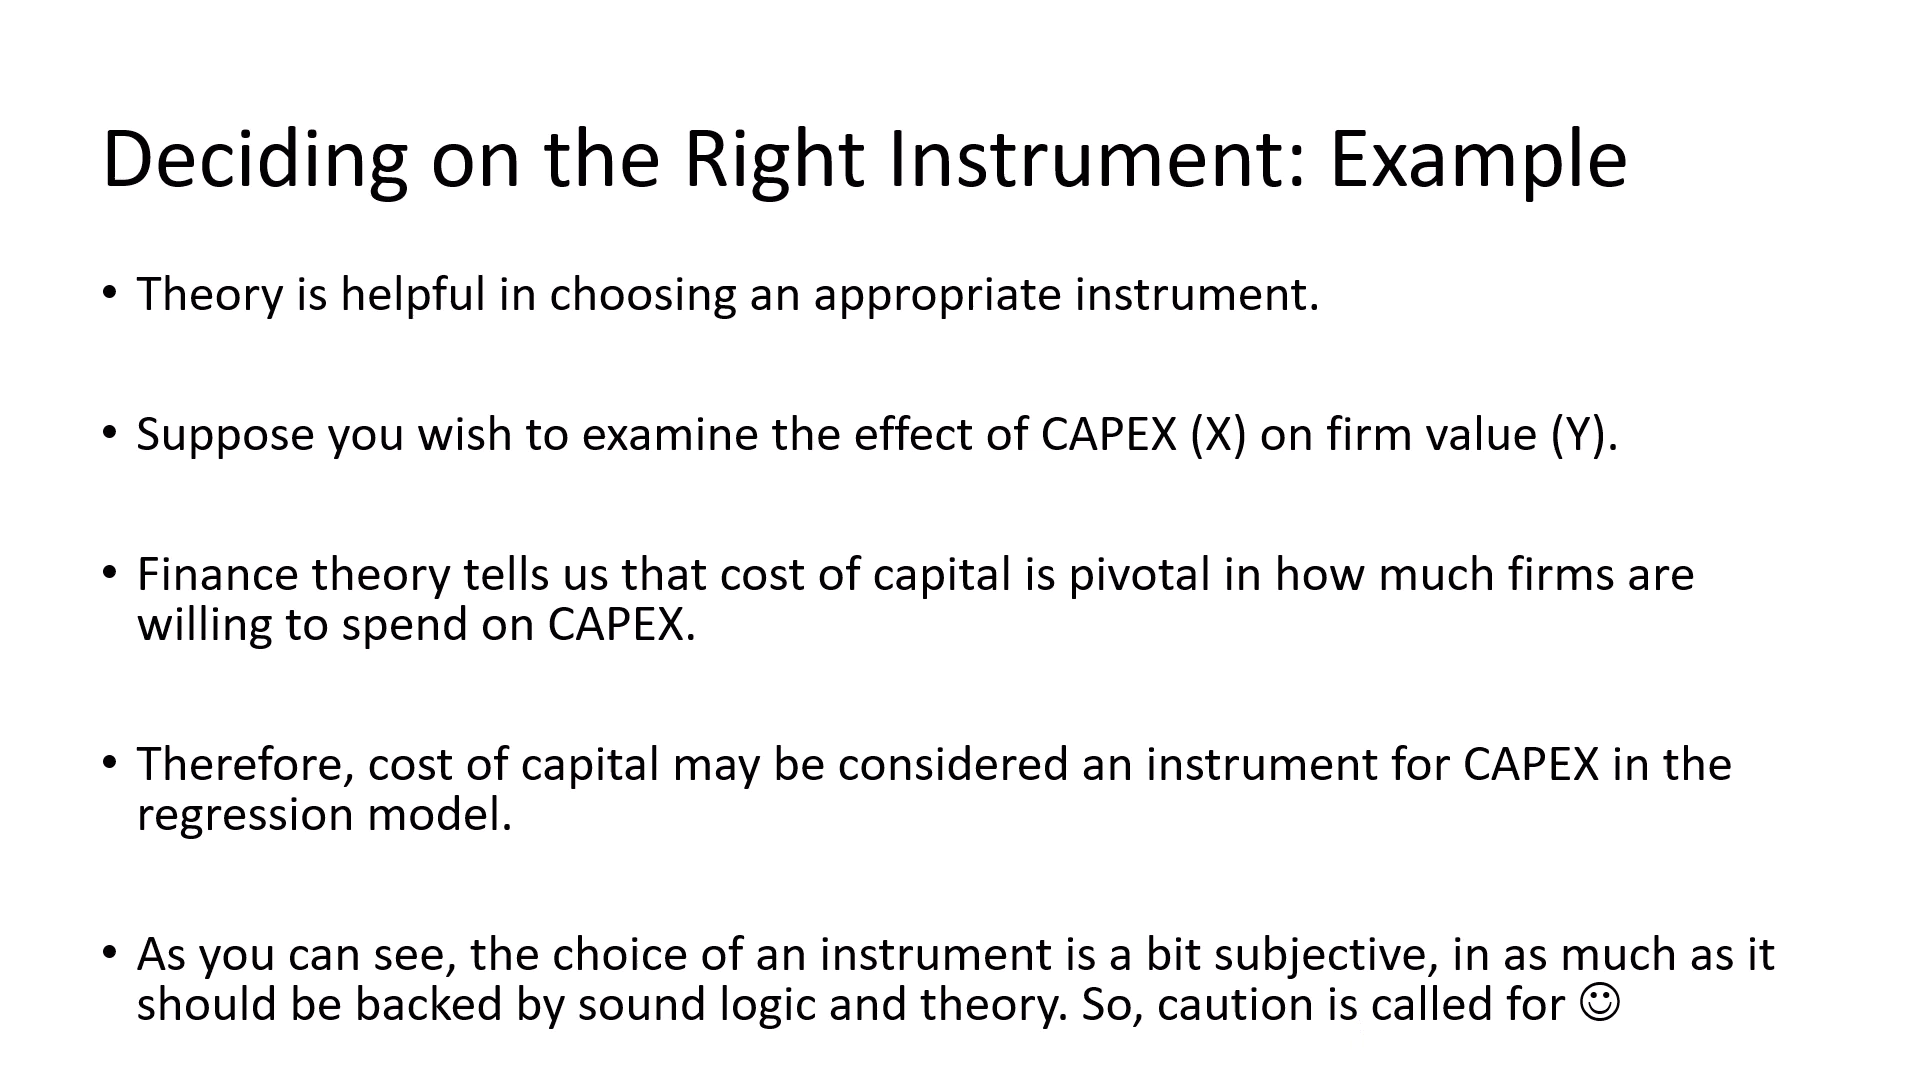 Deciding on the Right Instrument: Example
• Theory is helpful in choosing an appropriate instrument.
• Suppose you wish to examine the effect of CAPEX (X) on firm value (Y).
• Finance theory tells us that cost of capital is pivotal in how much firms are
willing to spend on CAPEX.
• Therefore, cost of capital may be considered an instrument for CAPEX in the
regression model.
• As you can see, the choice of an instrument is a bit subjective, in as much as it
should be backed by sound logic and theory. So, caution is called for ☺